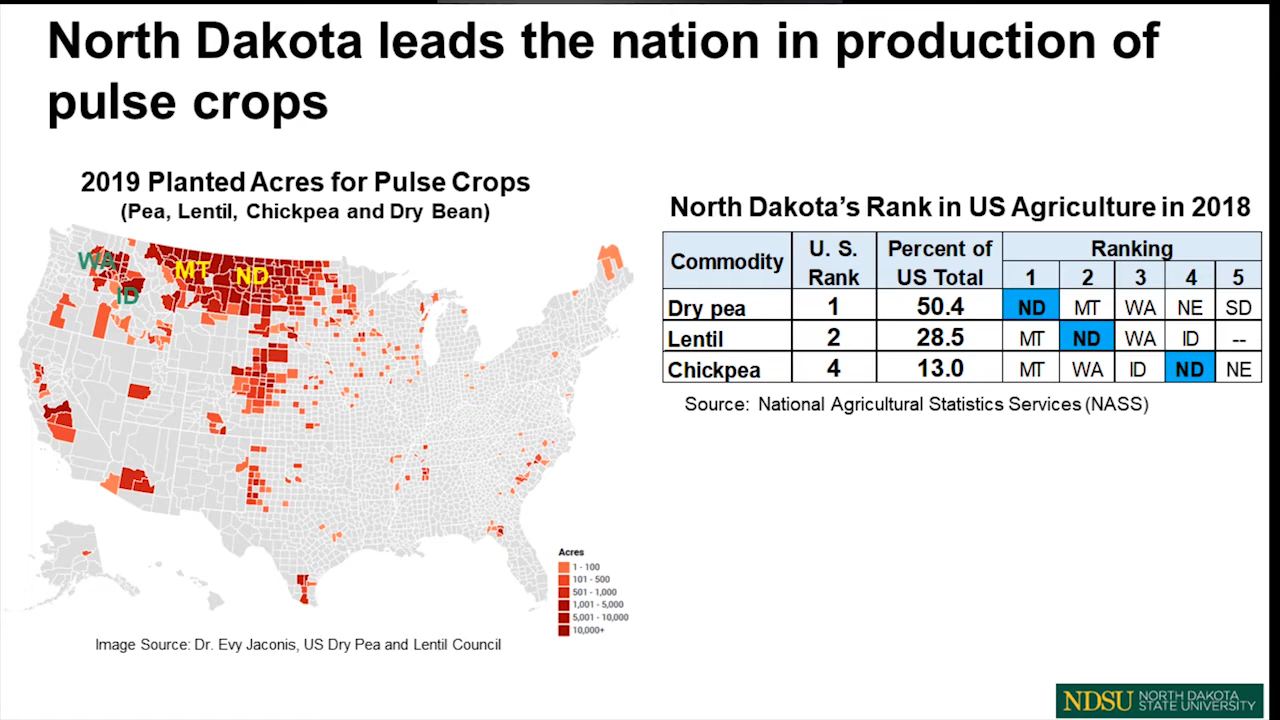 North Dakota leads the nation in production of
pulse crops
2019 Planted Acres for Pulse Crops
(Pea, Lentil, Chickpea and Dry Bean)
WA
MT
ND
ID
Acres
1 - 100
101 - 500
501 - 1,000
1,001 - 5,000
5,001 - 10,000
10,000+
Image Source: Dr. Evy Jaconis, US Dry Pea and Lentil Council
North Dakota's Rank in US Agriculture in 2018
Commodity U. S. Rank Percent of US Total Ranking
1 2 3 4 5
Dry pea 1 50.4 ND MT WA NE SD
Lentil 2 28.5 MT ND WA ID --
Chickpea 4 13.0 MT WA ID ND NE
Source: National Agricultural Statistics Services (NASS)
NDSU NORTH DAKOTA
STATE UNIVERSITY